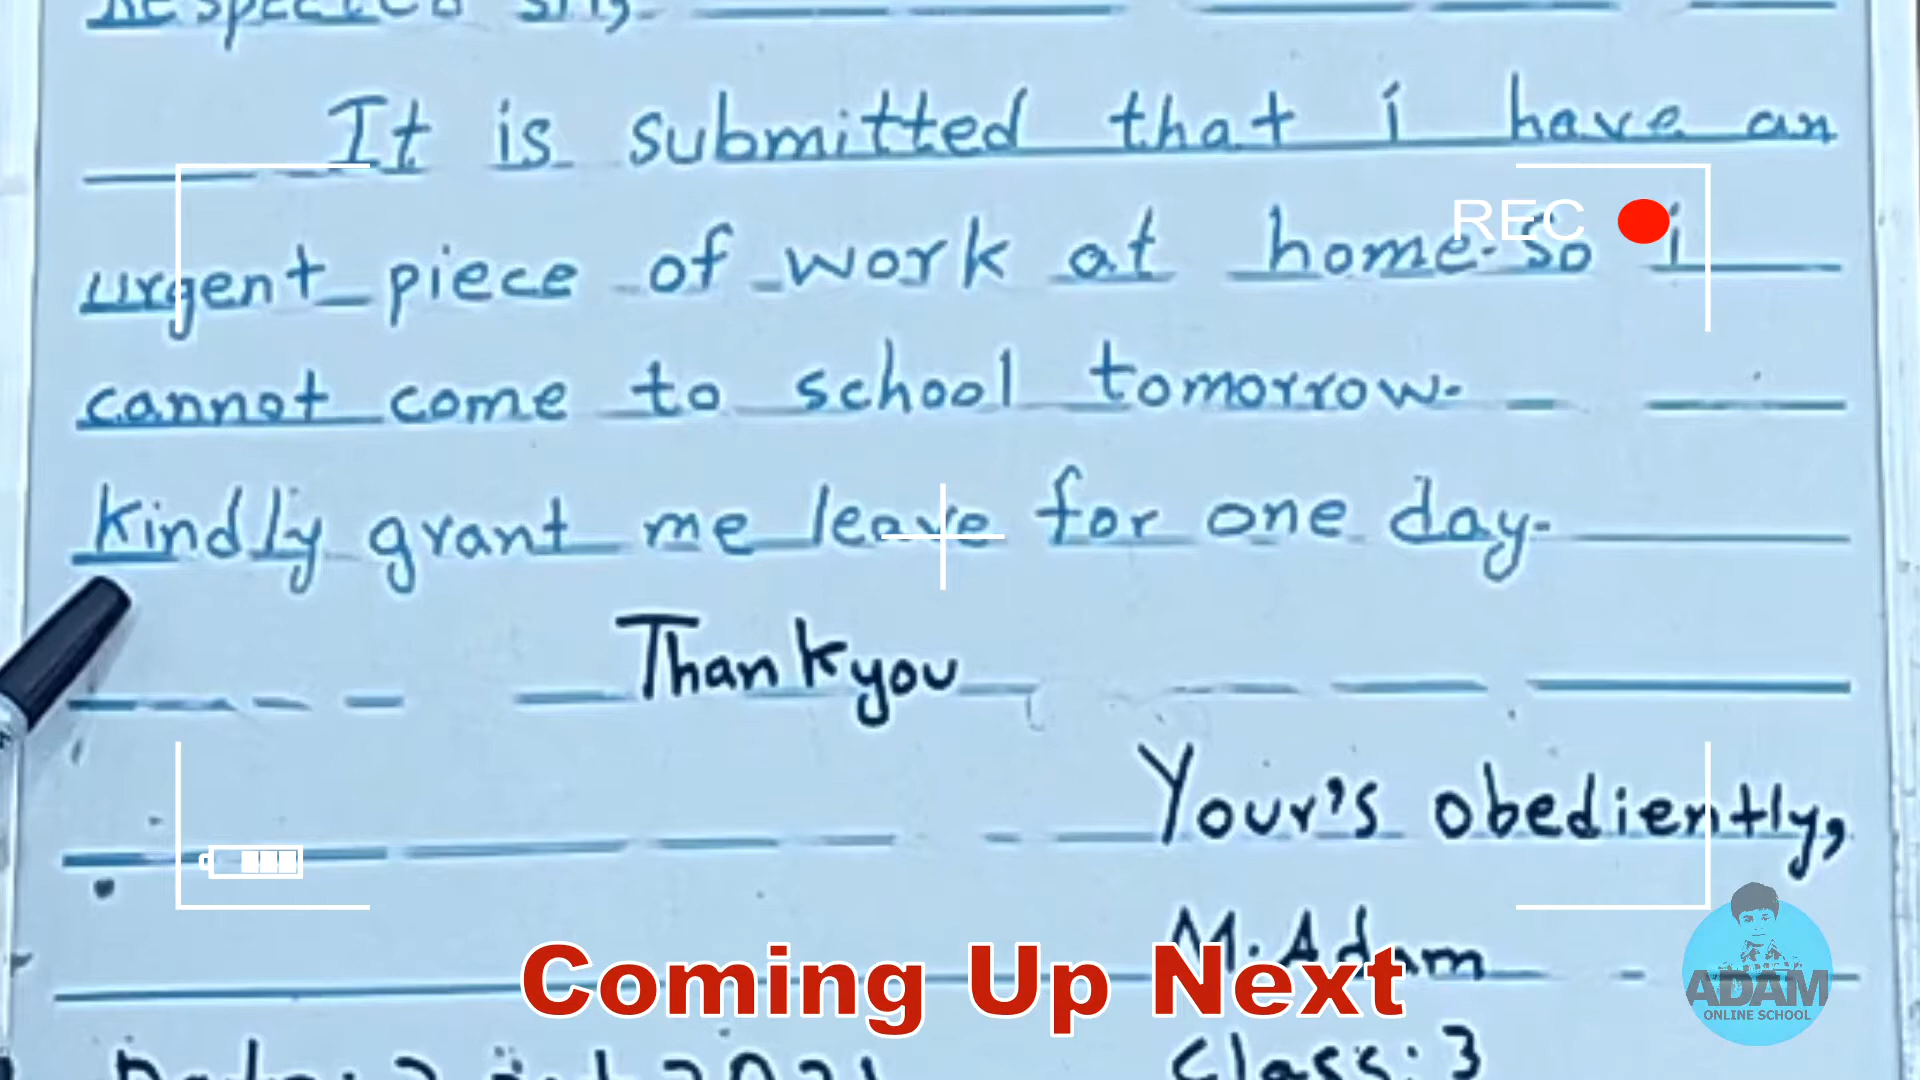 Respected sir,
It is submitted that i have an
REC
urgent piece of work at home. So i
cannot come to school tomorrow.
Kindly grant me leave for one day.
Thankyou
Your's obediently,
M. Adam
Coming Up Next
ADAM
ONLINE SCHOOL
Class: 3